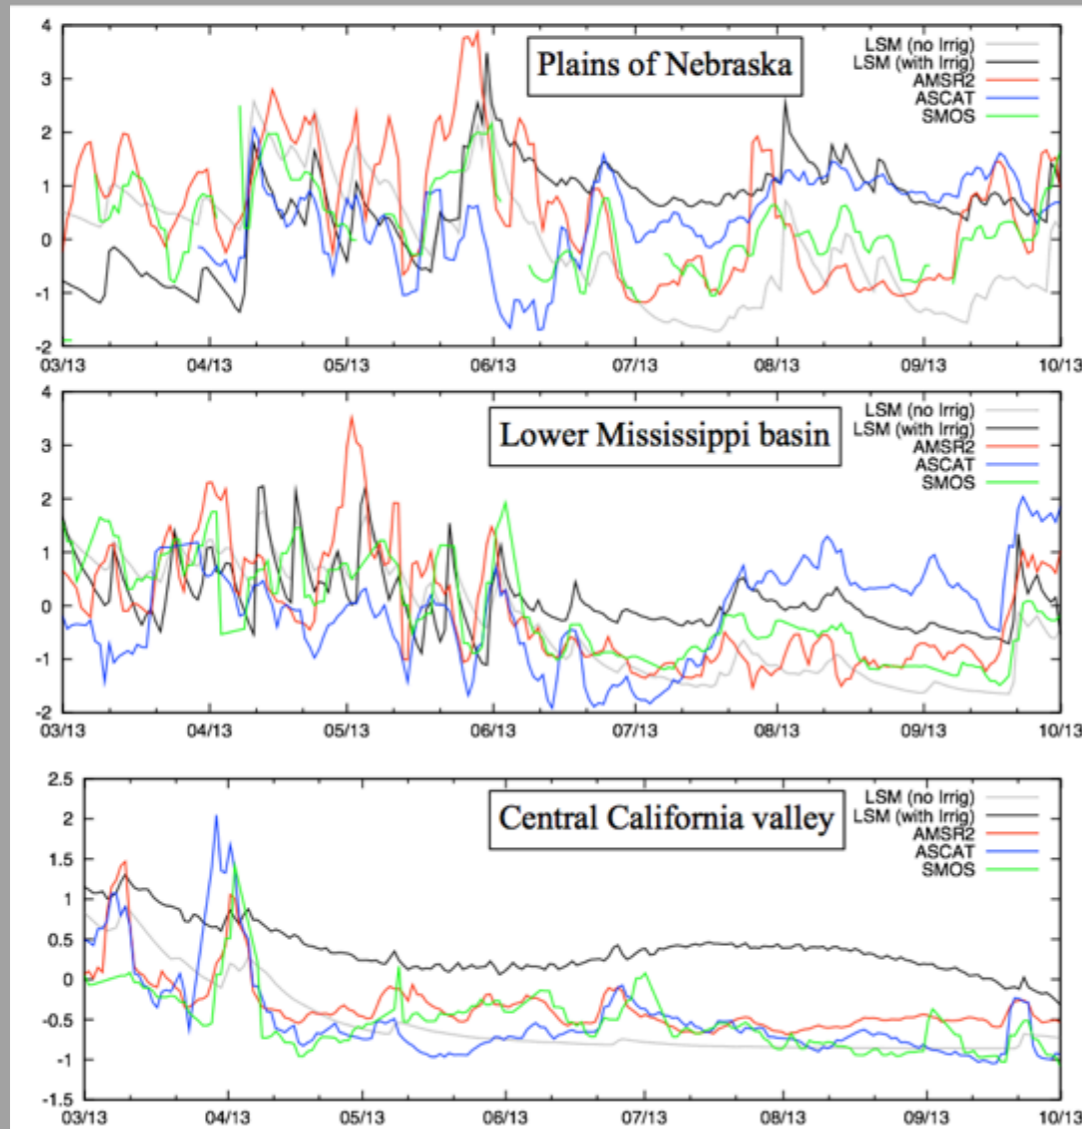 Plains of Nebraska
LSM (no Irrig)
LSM (with Irrig)
AMSR2
ASCAT
SMOS
4
3
2
1
0
-1
-2
03/13 04/13 05/13 06/13 07/13 08/13 09/13 10/13
Lower Mississippi basin
LSM (no Irrig)
LSM (with Irrig)
AMSR2
ASCAT
SMOS
4
3
2
1
0
-1
-2
03/13 04/13 05/13 06/13 07/13 08/13 09/13 10/13
Central California valley
LSM (no Irrig)
LSM (with Irrig)
AMSR2
ASCAT
SMOS
2.5
2
1.5
1
0.5
0
-0.5
-1
-1.5
03/13 04/13 05/13 06/13 07/13 08/13 09/13 10/13